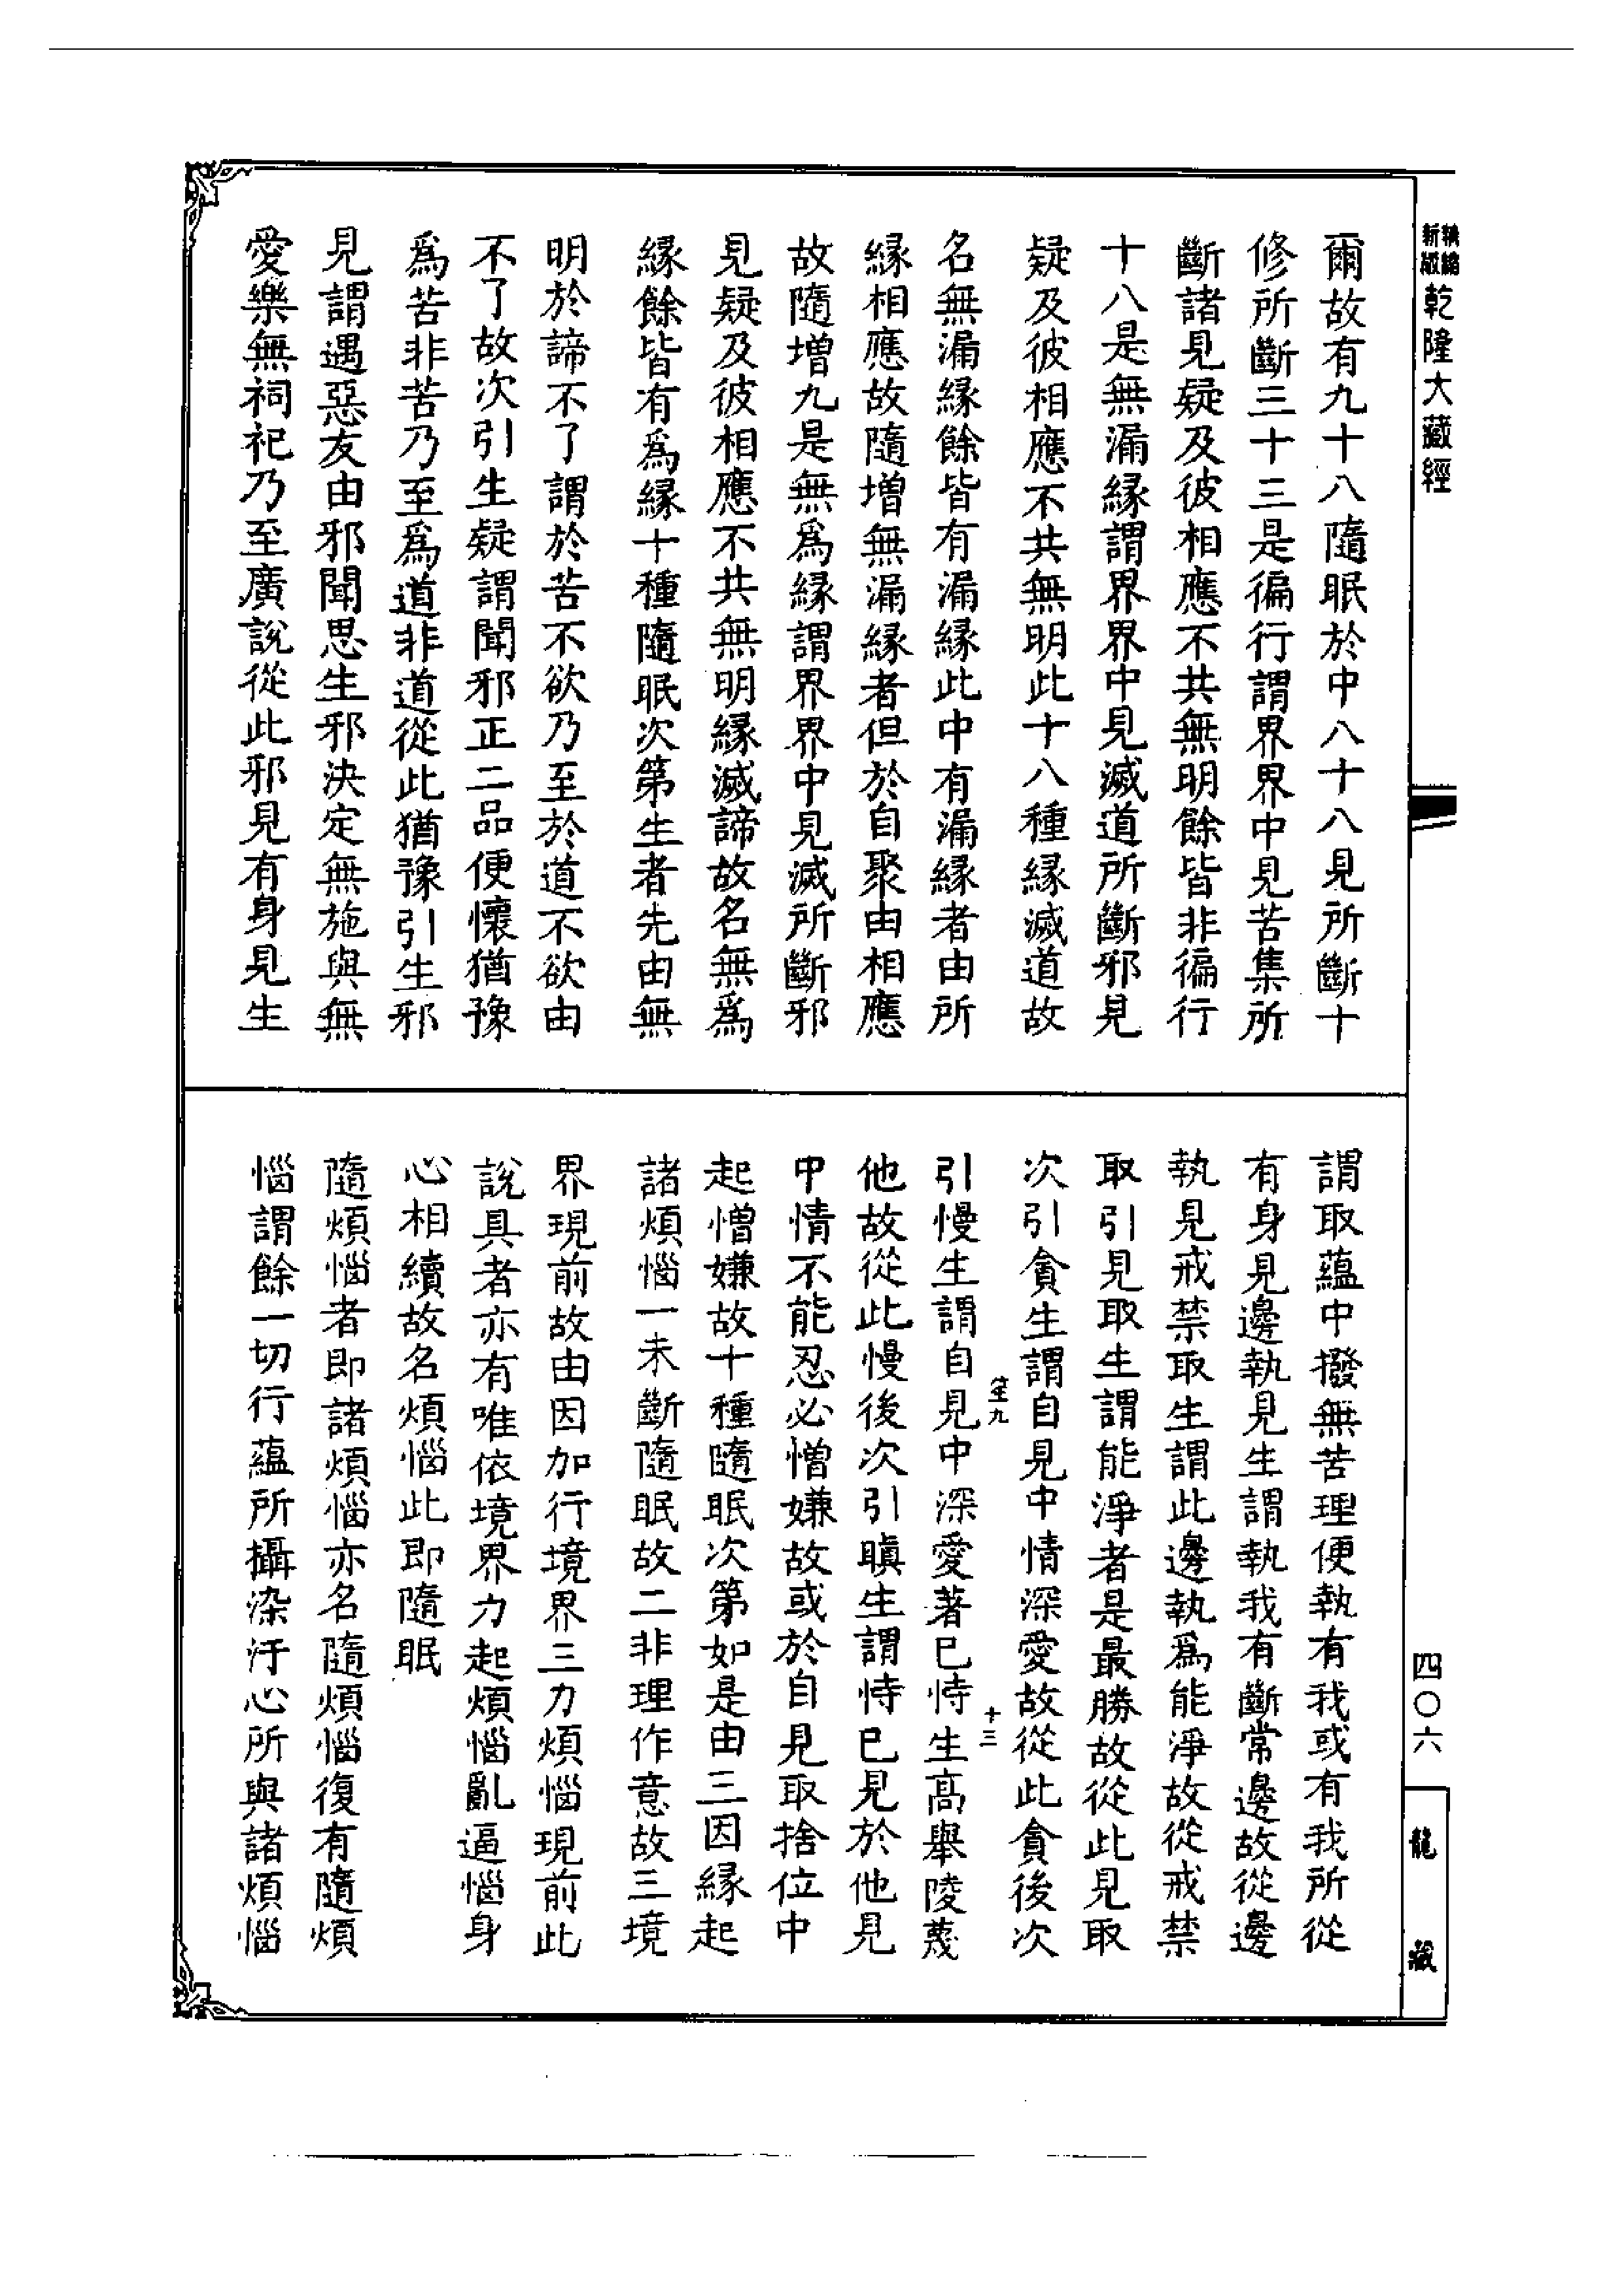 新版精縮乾隆大藏經
爾故有九十八隨眠於中八十八見所斷十
修所斷三十三是徧行謂界界中見苦集所
斷諸見疑及彼相應不共無明餘皆非徧行
十八是無漏緣謂界界中見滅道所斷邪見
疑及彼相應不共無明此十八種緣滅道故
名無漏緣餘皆有漏緣此中有漏緣者由所
緣相應故隨增無漏緣者但於自聚由相應
故隨增九是無爲緣謂界界中見滅所斷邪
見疑及彼相應不共無明緣滅諦故名無爲
緣餘皆有爲緣十種隨眠次第生者先由無
明於諦不了謂於苦不欲乃至於道不欲由
不了故次引生疑謂聞邪正二品便懷猶豫
爲苦非苦乃至爲道非道從此猶豫引生邪
見謂遇惡友由邪聞思生邪決定無施與無
愛樂無祠祀乃至廣說從此邪見有身見生
謂取蘊中撥無苦理便執有我或有我所從
有身見邊執見生謂執我有斷常邊故從邊
執見戒禁取生謂此邊執爲能淨故從戒禁
取引見取生謂能淨者是最勝故從此見取
次引貪生謂自見中情深愛故從此貪後次
笙九
十三
引慢生謂自見中深愛著已恃生高舉陵蔑
他故從此慢後次引瞋生謂恃已見於他見
中情不能忍必憎嫌故或於自見取捨位中
起憎嫌故十種隨眠次第如是由三因緣起
諸煩惱一未斷隨眠故二非理作意故三境
界現前故由因加行境界三力煩惱現前此
說具者亦有唯依境界力起煩惱亂逼惱身
心相續故名煩惱此即隨眠
隨煩惱者即諸煩惱亦名隨煩惱復有隨煩
惱謂餘一切行蘊所攝染汙心所與諸煩惱
四〇六
龍藏